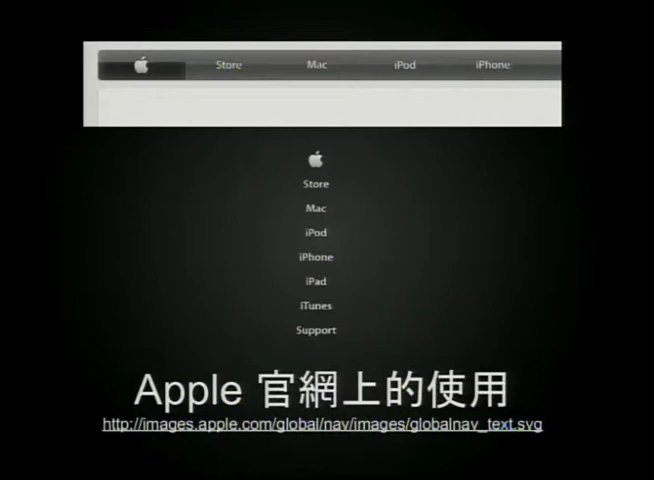 Store Mac iPod iPhone
Store
Mac
iPod
iPhone
iPad
iTunes
Support
Apple 官網上的使用
http://images.apple.com/global/nav/images/globalnav_text.svg